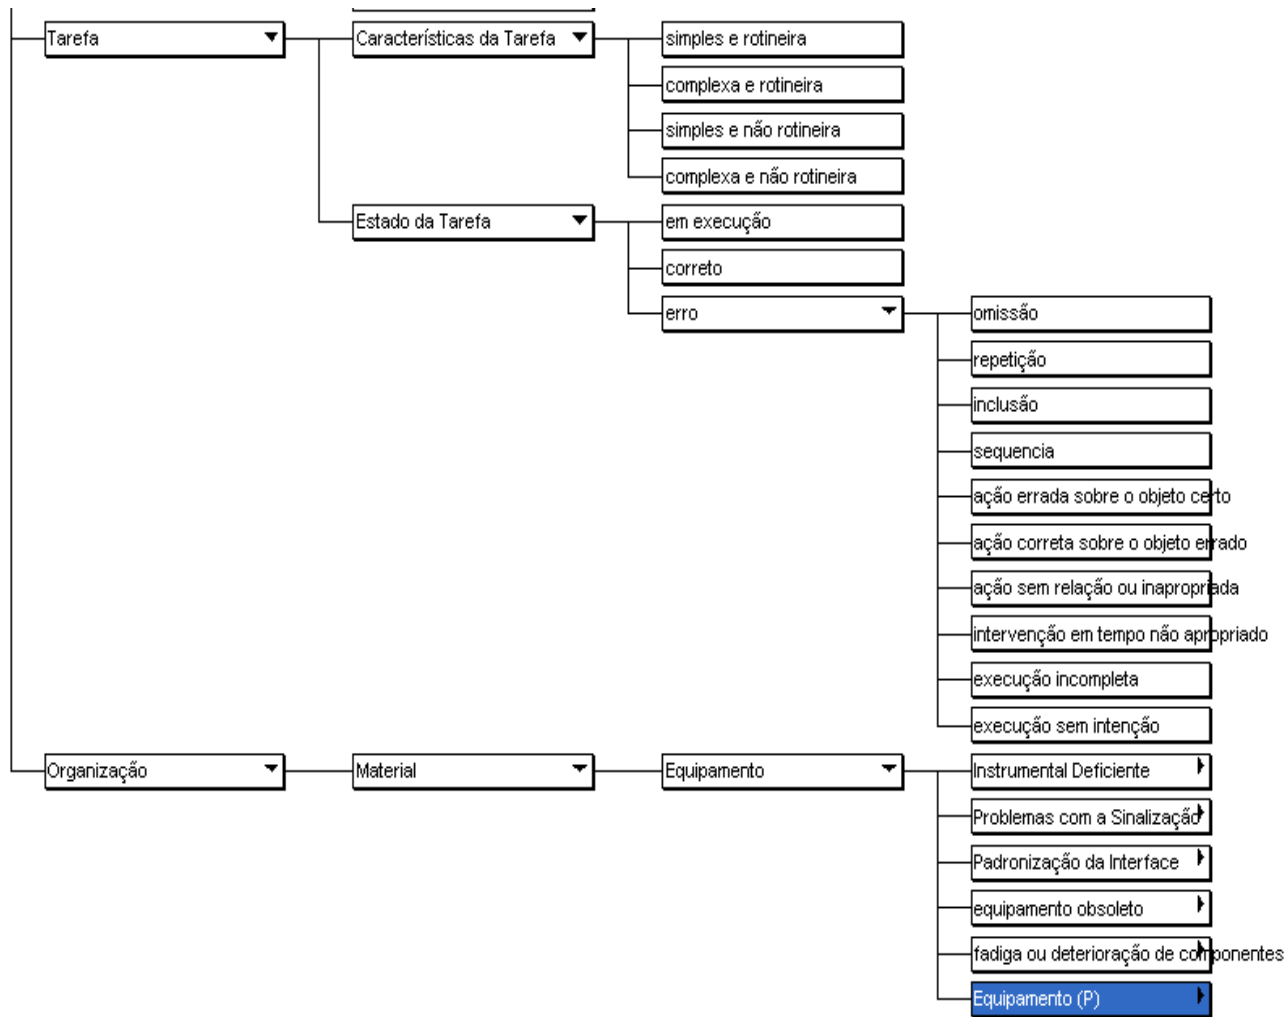 Tarefa
Características da Tarefa
simples e rotineira
complexa e rotineira
simples e não rotineira
complexa e não rotineira
Estado da Tarefa
em execução
correto
erro
omissão
repetição
inclusão
sequencia
ação errada sobre o objeto certo
ação correta sobre o objeto errado
ação sem relação ou inapropriada
intervenção em tempo não apropriado
execução incompleta
execução sem intenção
Organização
Material
Equipamento
Instrumental Deficiente
Problemas com a Sinalização
Padronização da Interface
equipamento obsoleto
fadiga ou deterioração de componentes
Equipamento (P)